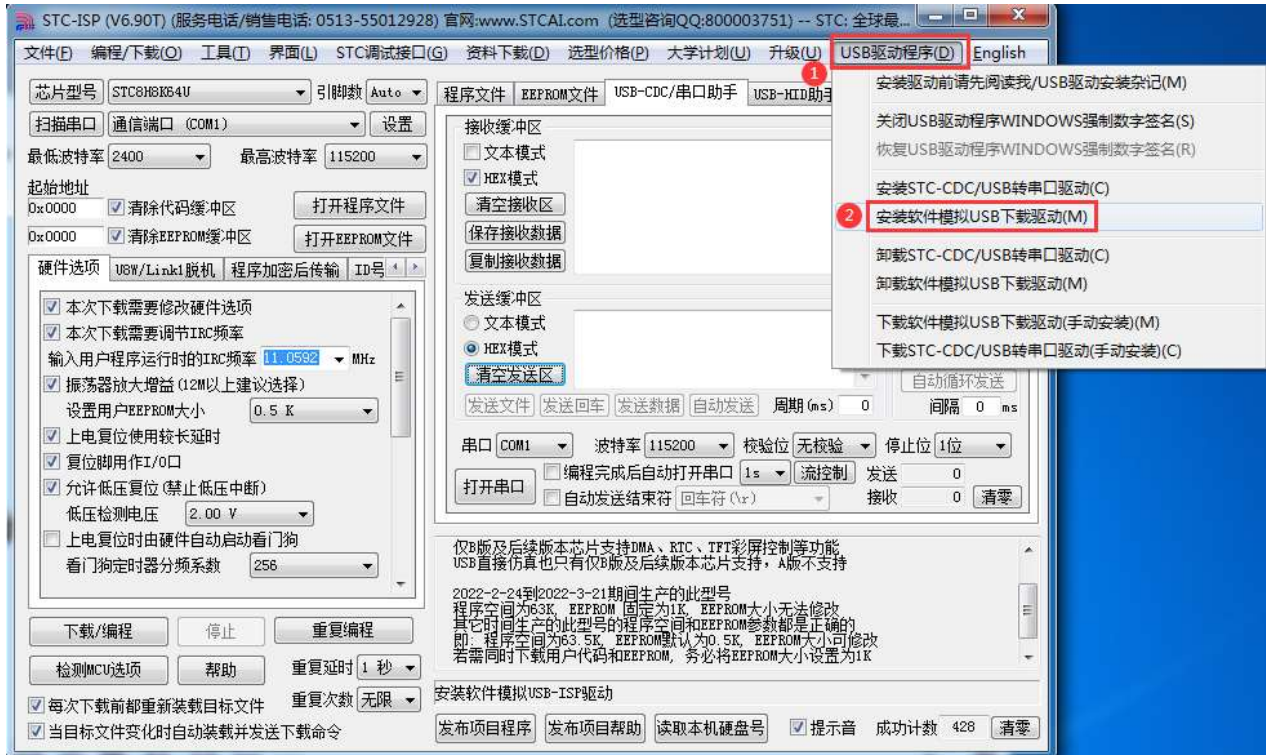 STC-ISP (V6.90T) (服务电话/销售电话: 0513-55012928) 官网:www.STCAI.com (选型咨询QQ:800003751) -- STC: 全球最...
文件(F) 编程/下载(O) 工具(T) 界面(L) STC调试接口(G) 资料下载(D) 选型价格(P) 大学计划(U) 升级(U) USB驱动程序(D) English
1
安装驱动前请先阅读我/USB驱动安装杂记(M)
关闭USB驱动程序WINDOWS强制数字签名(S)
恢复USB驱动程序WINDOWS强制数字签名(R)
安装STC-CDC/USB转串口驱动(C)
2 安装软件模拟USB下载驱动(M)
卸载STC-CDC/USB转串口驱动(C)
卸载软件模拟USB下载驱动(M)
下载软件模拟USB下载驱动(手动安装)(M)
下载STC-CDC/USB转串口驱动(手动安装)(C)
芯片型号 STC8H8K64U 引脚数 Auto
扫描串口 通信端口 (COM1) 设置
最低波特率 2400 最高波特率 115200
起始地址
0x0000 清除代码缓冲区 打开程序文件
0x0000 清除EEPROM缓冲区 打开EEPROM文件
硬件选项 U8W/Link1脱机 程序加密后传输 ID号
本次下载需要修改硬件选项
本次下载需要调节IRC频率
输入用户程序运行时的IRC频率 11.0592 MHz
振荡器放大增益(12M以上建议选择)
设置用户EEPROM大小 0.5 K
上电复位使用较长延时
复位脚用作I/O口
允许低压复位(禁止低压中断)
低压检测电压 2.00 V
上电复位时由硬件自动启动看门狗
看门狗定时器分频系数 256
下载/编程 停止 重复编程
检测MCU选项 帮助 重复延时 1 秒
每次下载前都重新装载目标文件 重复次数 无限
当目标文件变化时自动装载并发送下载命令
程序文件 EEPROM文件 USB-CDC/串口助手 USB-HID助手
接收缓冲区
文本模式
HEX模式
清空接收区
保存接收数据
复制接收数据
发送缓冲区
文本模式
HEX模式
清空发送区 自动循环发送
发送文件 发送回车 发送数据 自动发送 周期(ms) 0 间隔 0 ms
串口 COM1 波特率 115200 校验位 无校验 停止位 1位
打开串口 编程完成后自动打开串口 1s 流控制 发送 0
自动发送结束符 回车符(\r) 接收 0 清零
仅B版及后续版本芯片支持DMA、RTC、TFT彩屏控制等功能
USB直接仿真也只有仅B版及后续版本芯片支持，A版不支持
2022-2-24到2022-3-21期间生产的此型号
程序空间为63K, EEPROM 固定为1K, EEPROM大小无法修改
其它时间生产的此型号的程序空间和EEPROM参数都是正确的
即: 程序空间为63.5K, EEPROM默认为0.5K, EEPROM大小可修改
若需同时下载用户代码和EEPROM, 务必将EEPROM大小设置为1K
安装软件模拟USB-ISP驱动
发布项目程序 发布项目帮助 读取本机硬盘号 提示音 成功计数 428 清零